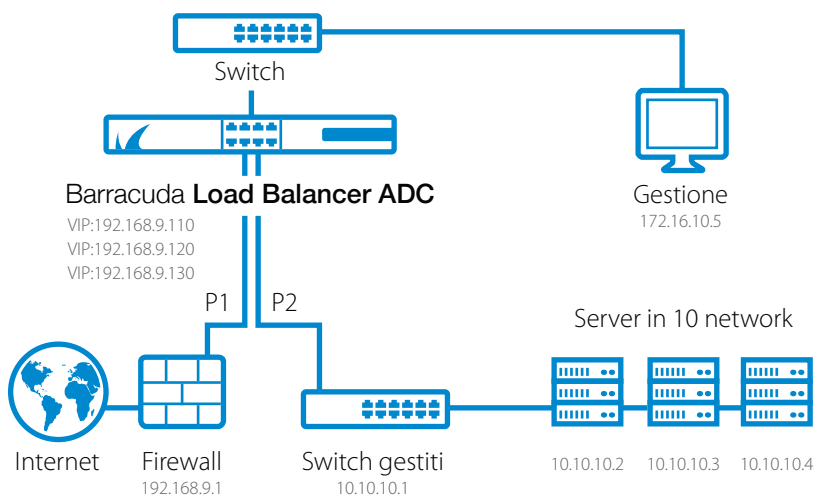 Switch
Barracuda Load Balancer ADC
VIP:192.168.9.110
VIP:192.168.9.120
VIP:192.168.9.130
Gestione
172.16.10.5
P1
P2
Server in 10 network
Internet
Firewall
192.168.9.1
Switch gestiti
10.10.10.1
10.10.10.2
10.10.10.3
10.10.10.4